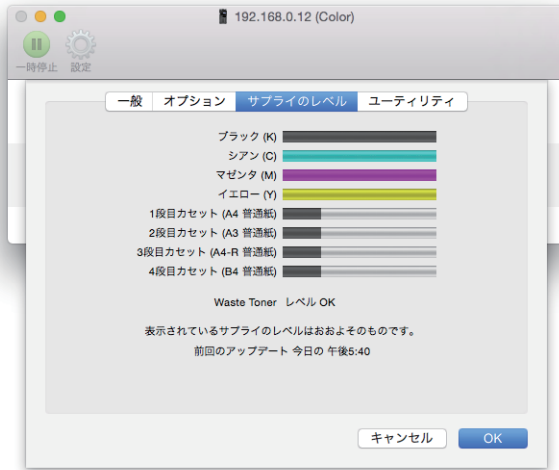 192.168.0.12 (Color)
一時停止 設定
一般 オプション サプライのレベル ユーティリティ
ブラック (K)
シアン (C)
マゼンタ (M)
イエロー (Y)
1段目カセット (A4 普通紙)
2段目カセット (A3 普通紙)
3段目カセット (A4-R 普通紙)
4段目カセット (B4 普通紙)
Waste Toner レベル OK
表示されているサプライのレベルはおおよそのものです。
前回のアップデート 今日の 午後5:40
キャンセル OK